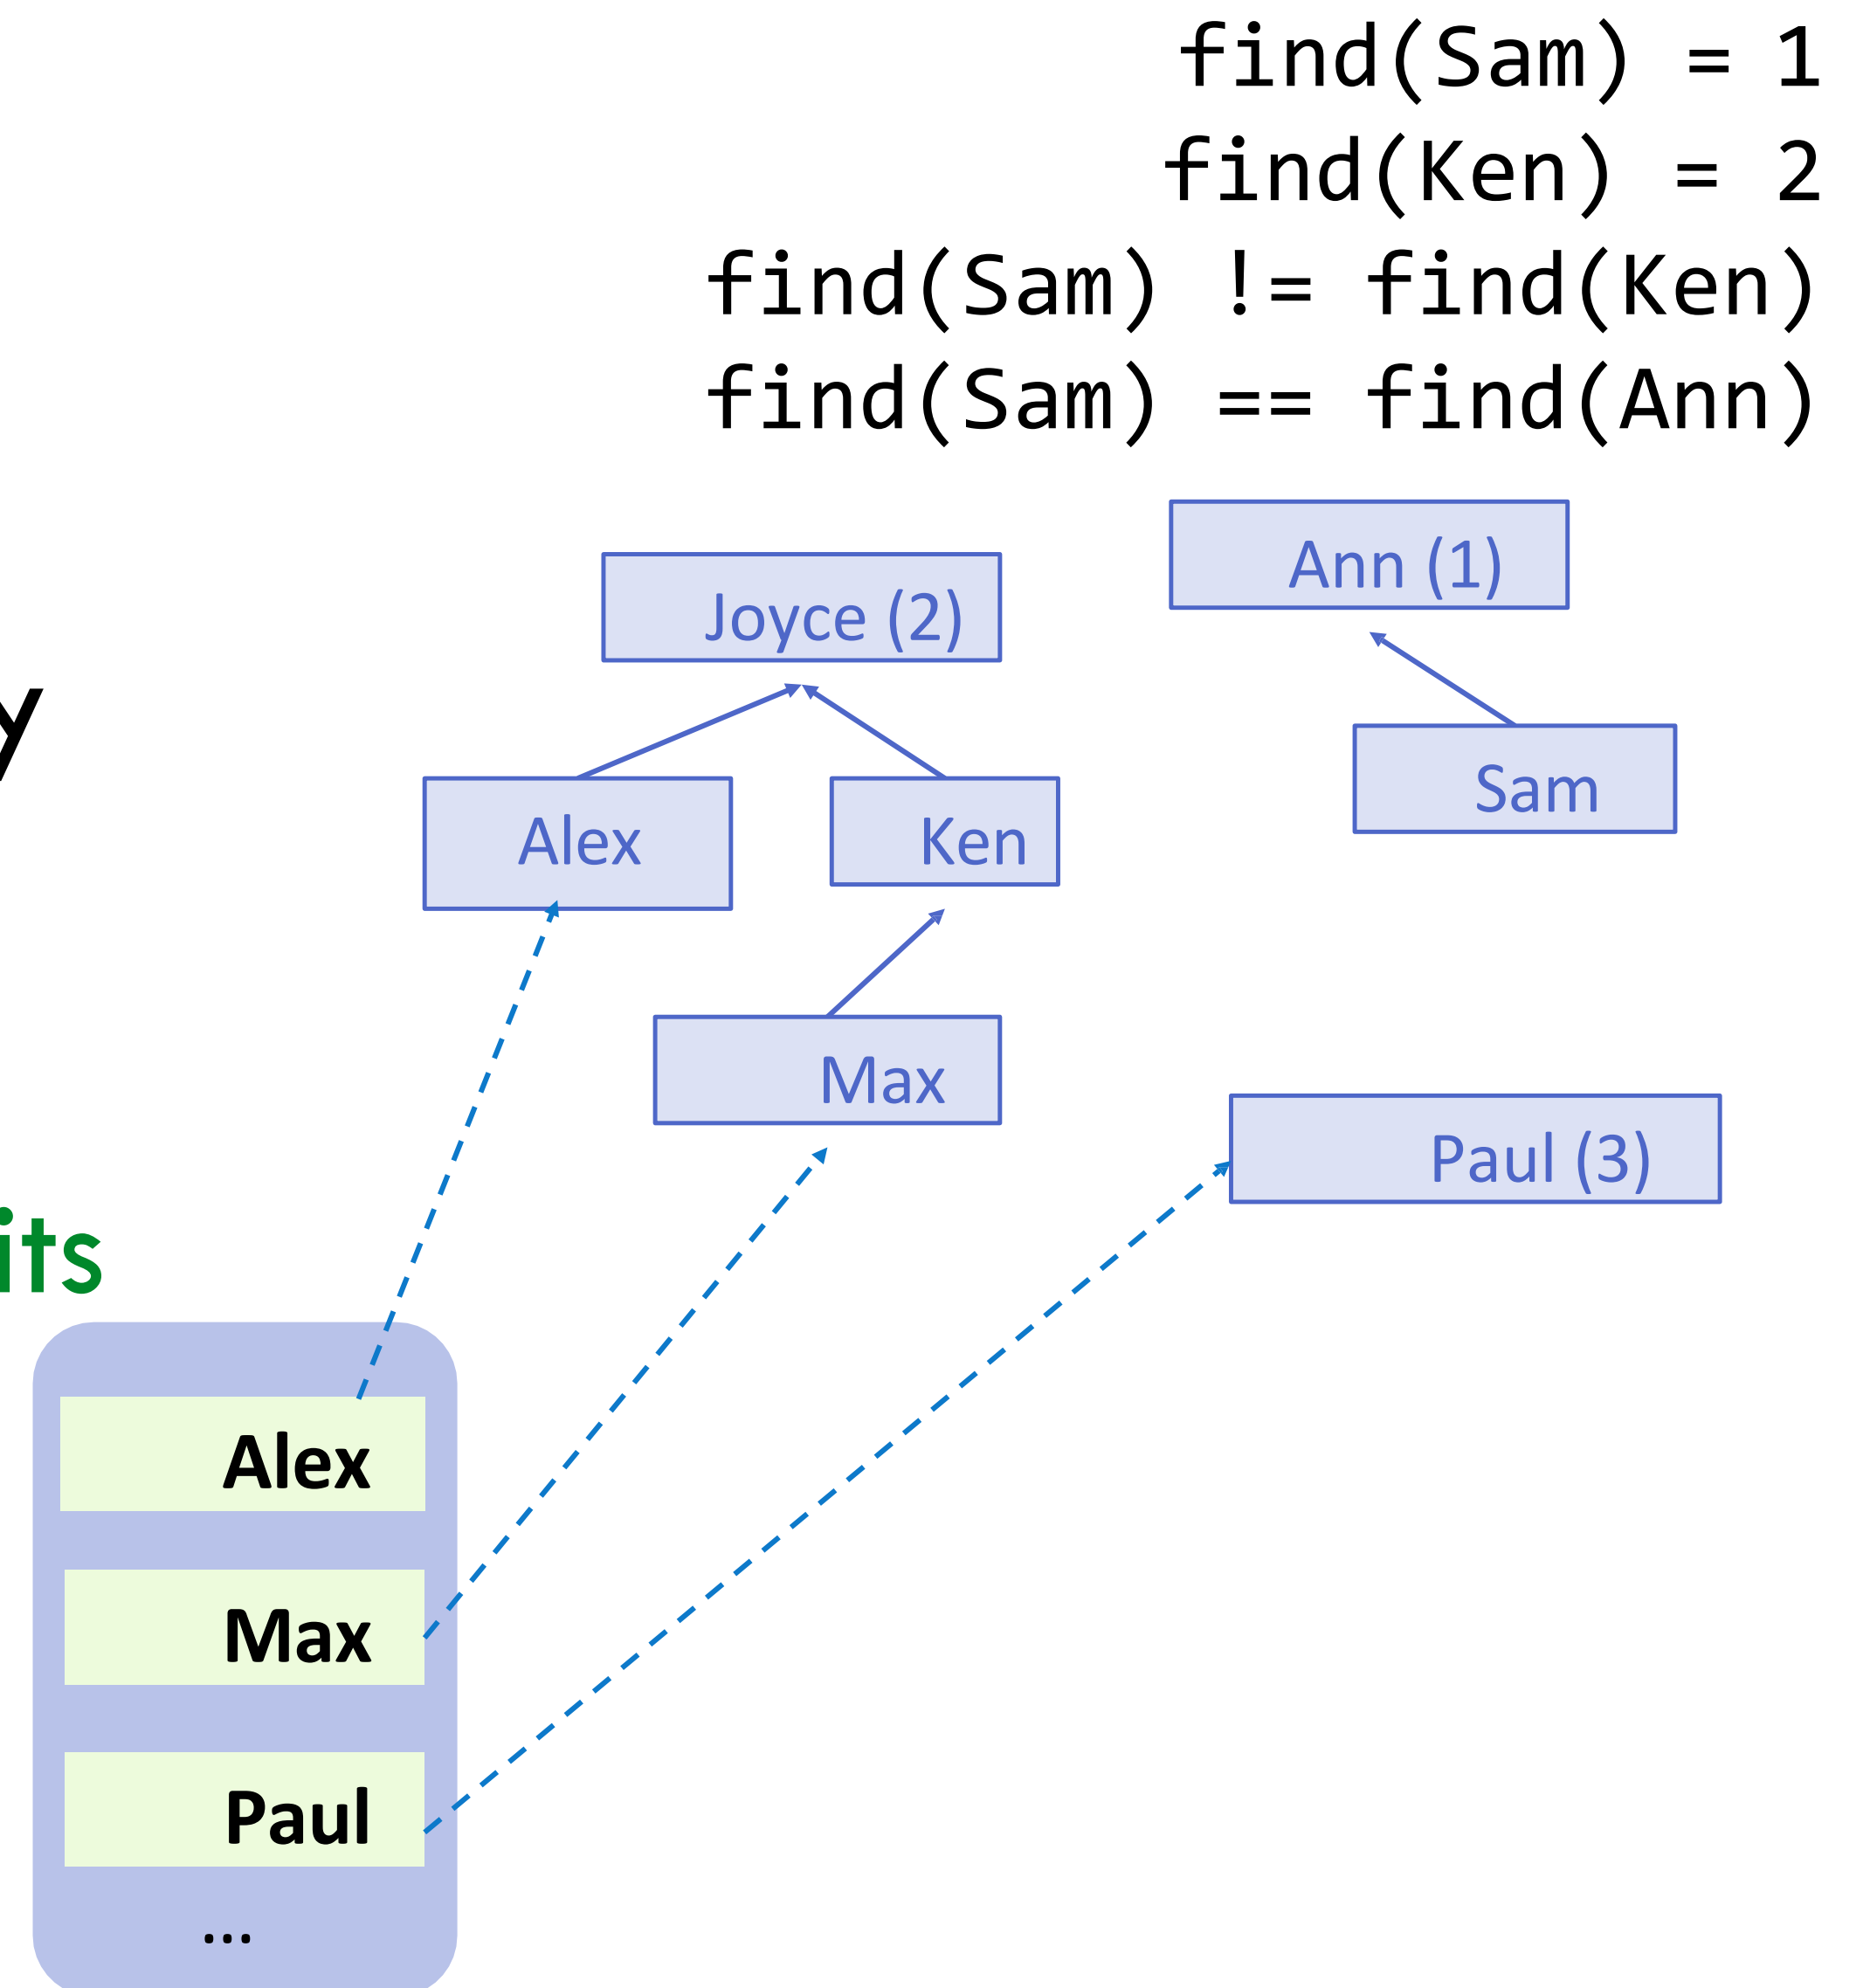 find(Sam) = 1
find(Ken) = 2
find(Sam) != find(Ken)
find(Sam) == find(Ann)
Ann (1)
Joyce (2)
y
Sam
Alex
Ken
Max
Paul (3)
its
Alex
Max
Paul
...